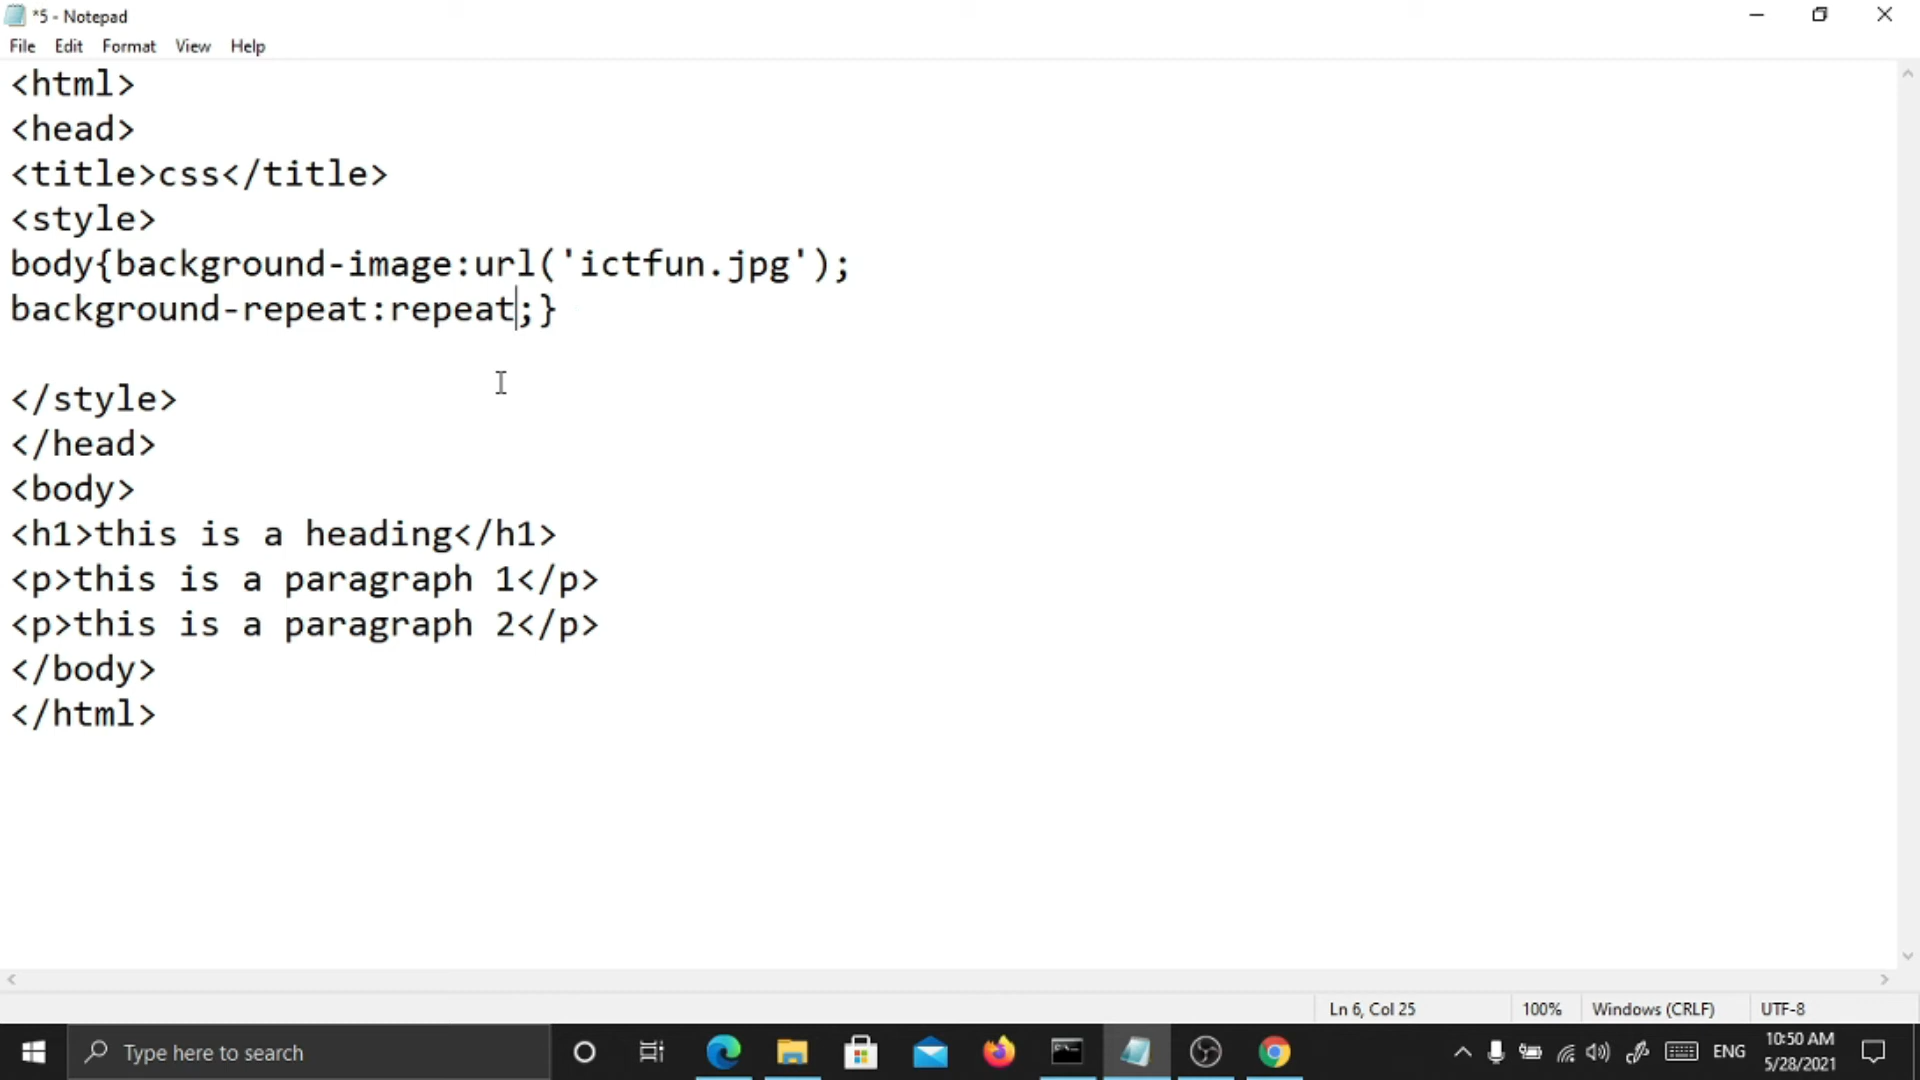 *5 - Notepad
File Edit Format View Help
<html>
<head>
<title>css</title>
<style>
body{background-image:url('ictfun.jpg');
background-repeat:repeat;}
</style>
</head>
<body>
<h1>this is a heading</h1>
<p>this is a paragraph 1</p>
<p>this is a paragraph 2</p>
</body>
</html>
Ln 6, Col 25 100% Windows (CRLF) UTF-8
Type here to search ENG 10:50 AM
5/28/2021